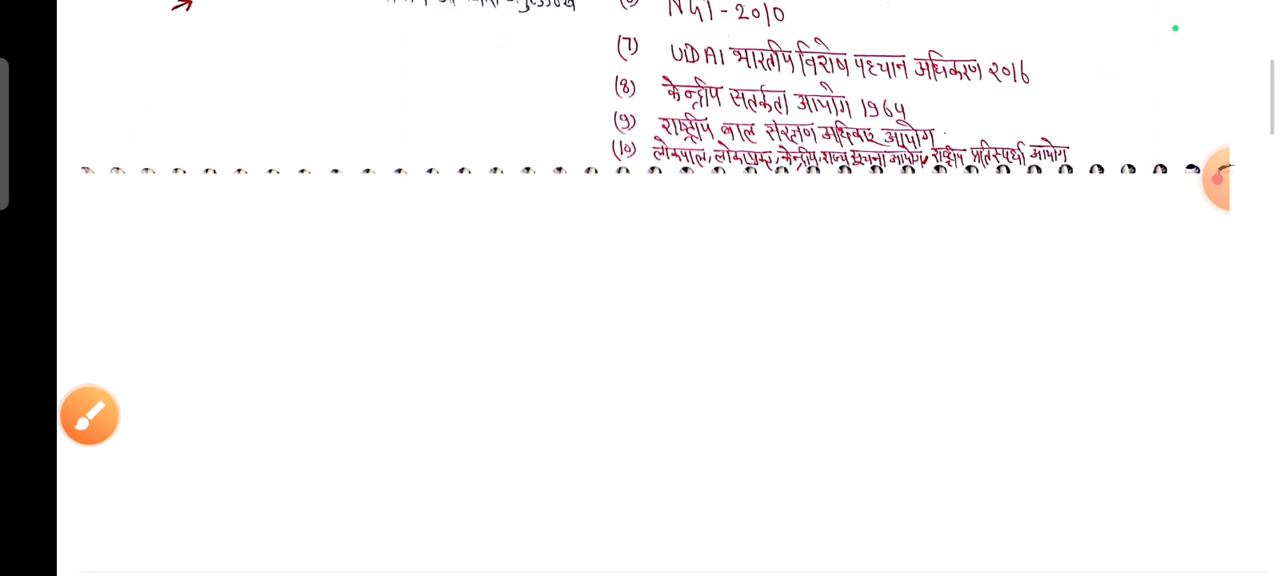 NGT - 2010
(7) UDAI भारतीय विशेष पहचान अधिकरण 2016
(8) केन्द्रीय सतर्कता आयोग 1964
(9) राष्ट्रीय बाल संरक्षण अधिकार आयोग
(10) लोकपाल, लोकायुक्त, केन्द्रीय, राज्य सूचना आयोग, राष्ट्रीय प्रतिस्पर्धा आयोग